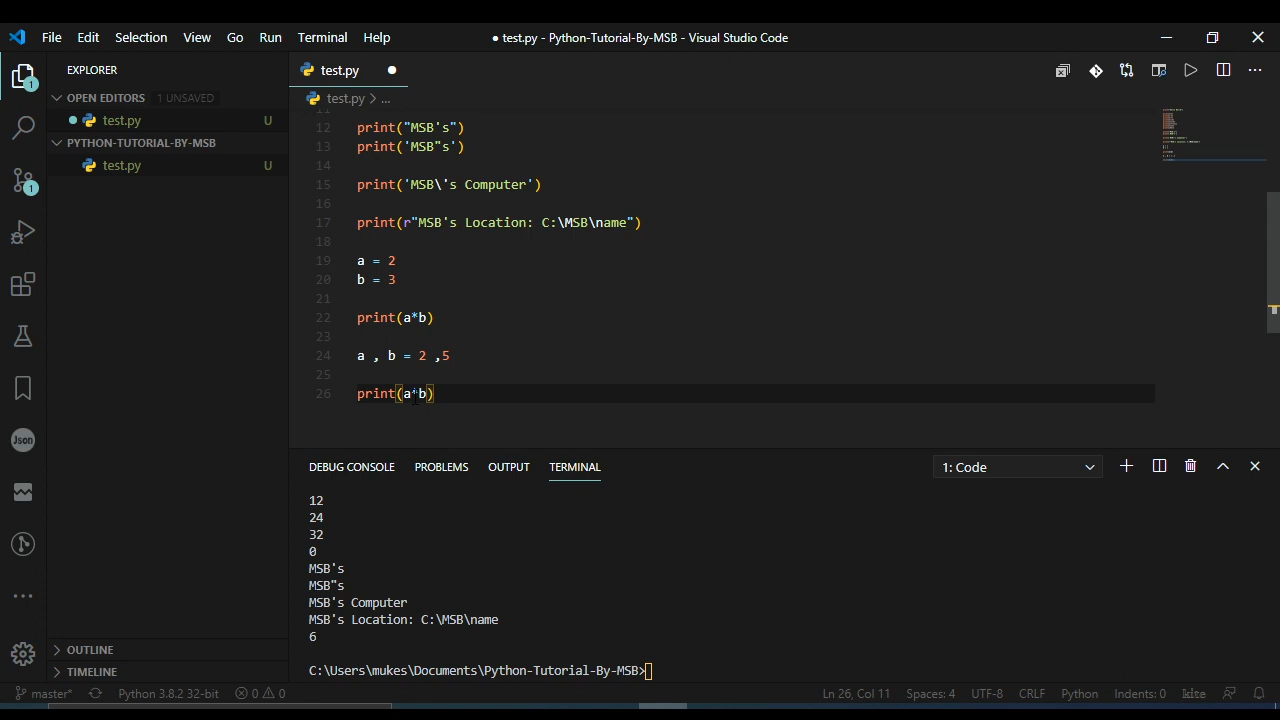 File Edit Selection View Go Run Terminal Help
● test.py - Python-Tutorial-By-MSB - Visual Studio Code
EXPLORER
OPEN EDITORS 1 UNSAVED
test.py U
PYTHON-TUTORIAL-BY-MSB
test.py U
OUTLINE
TIMELINE
1
1
Json
test.py
test.py > ...
11
12 print("MSB's")
13 print('MSB"s')
14
15 print('MSB\'s Computer')
16
17 print(r"MSB's Location: C:\MSB\name")
18
19 a = 2
20 b = 3
21
22 print(a*b)
23
24 a , b = 2 ,5
25
26 print(a*b)
DEBUG CONSOLE PROBLEMS OUTPUT TERMINAL
1: Code
12
24
32
0
MSB's
MSB"s
MSB's Computer
MSB's Location: C:\MSB\name
6
C:\Users\mukes\Documents\Python-Tutorial-By-MSB>
master* Python 3.8.2 32-bit 0 0
Ln 26, Col 11 Spaces: 4 UTF-8 CRLF Python Indents: 0 kite